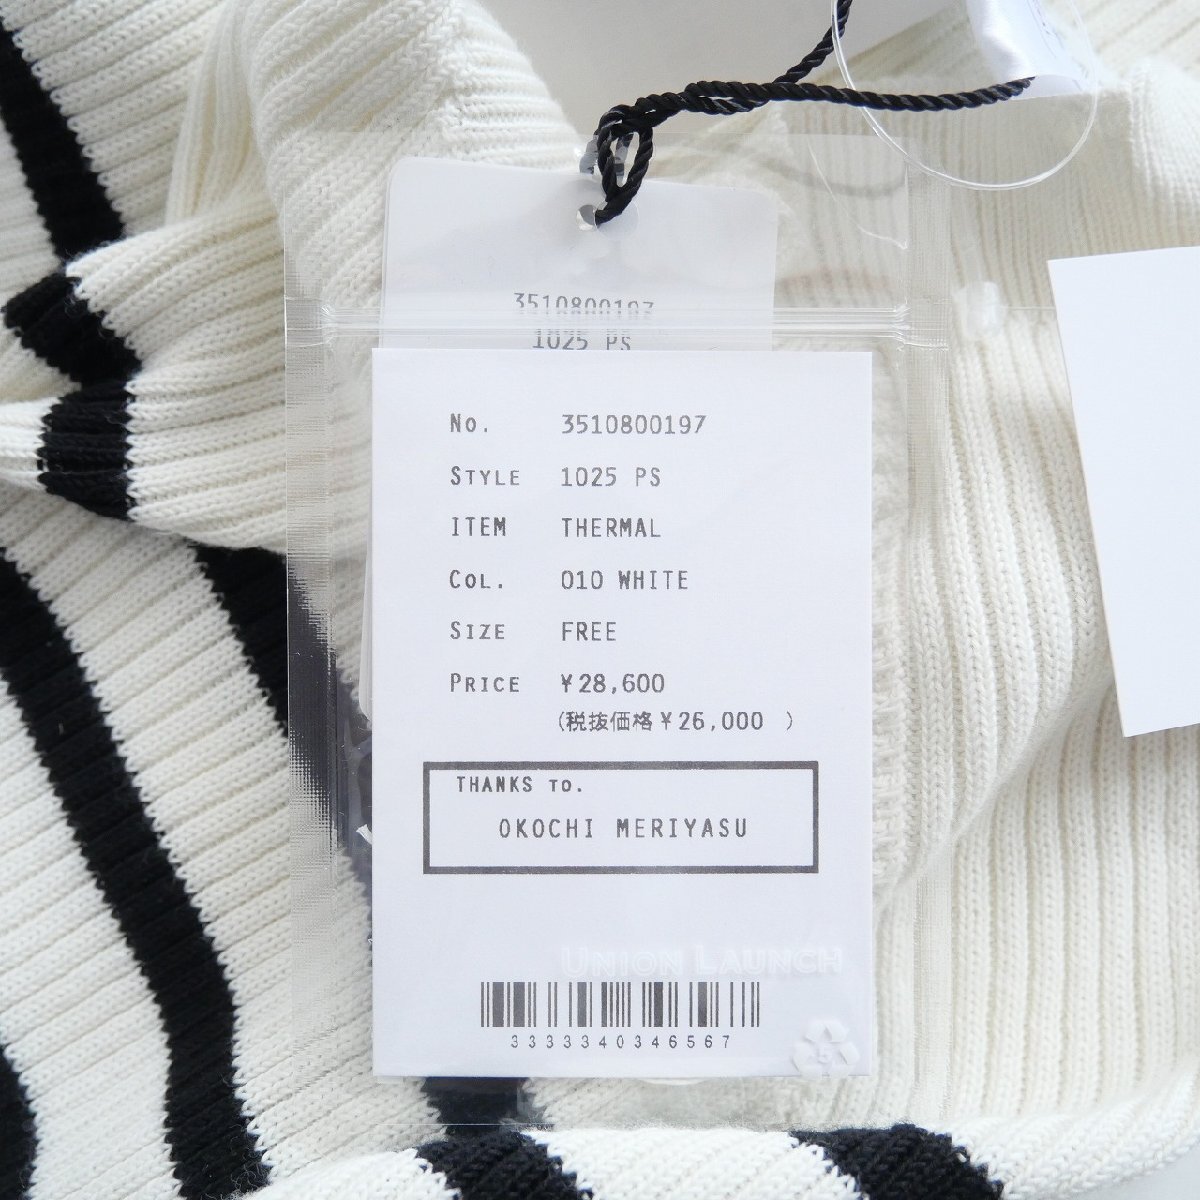 3510800197
1025 PS
No. 3510800197
STYLE 1025 PS
ITEM THERMAL
COL. 010 WHITE
SIZE FREE
PRICE ¥28,600
(税抜価格¥26,000 )
THANKS TO.
OKOCHI MERIYASU
UNION LAUNCH
3333340346567